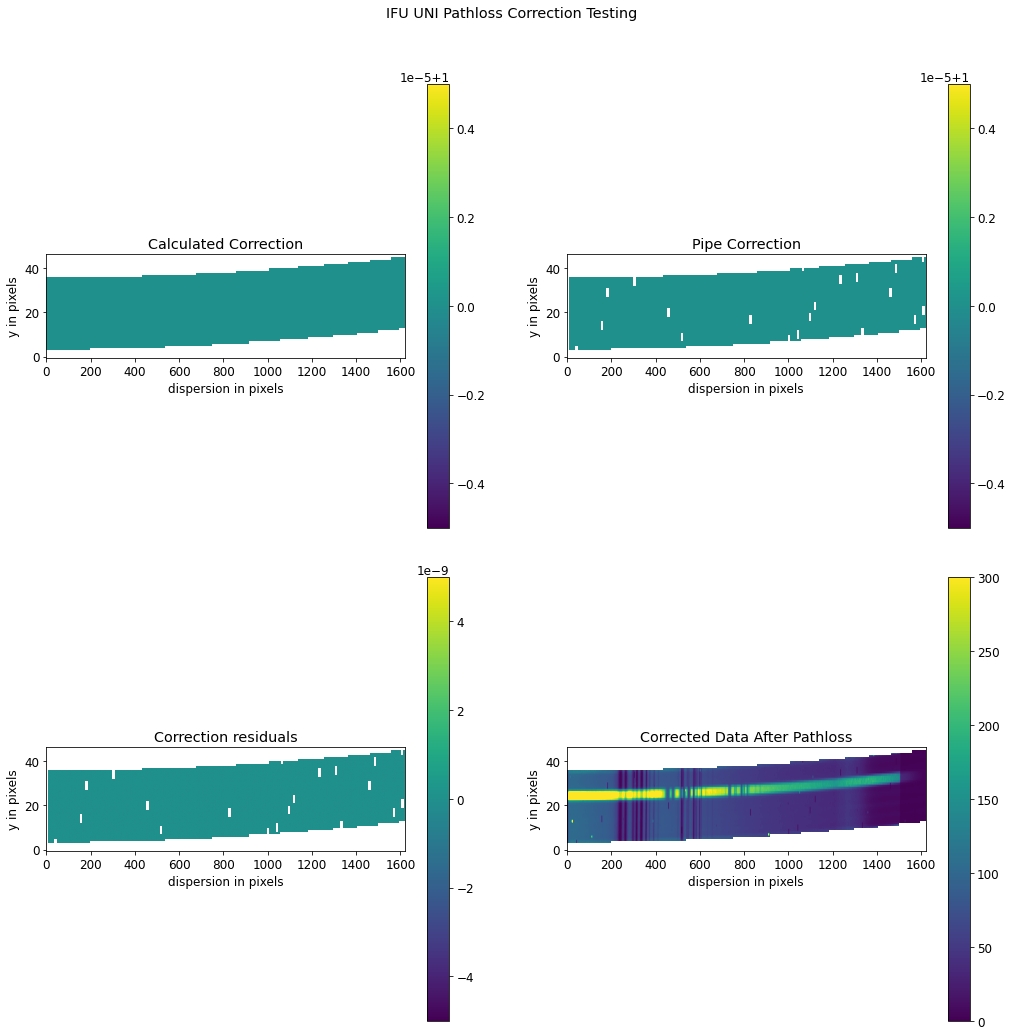 IFU UNI Pathloss Correction Testing
1e−5+1
0.4
0.2
0.0
−0.2
−0.4
Calculated Correction
y in pixels
40
20
0
0 200 400 600 800 1000 1200 1400 1600
dispersion in pixels
1e−5+1
0.4
0.2
0.0
−0.2
−0.4
Pipe Correction
y in pixels
40
20
0
0 200 400 600 800 1000 1200 1400 1600
dispersion in pixels
1e−9
4
2
0
−2
−4
Correction residuals
y in pixels
40
20
0
0 200 400 600 800 1000 1200 1400 1600
dispersion in pixels
300
250
200
150
100
50
0
Corrected Data After Pathloss
y in pixels
40
20
0
0 200 400 600 800 1000 1200 1400 1600
dispersion in pixels